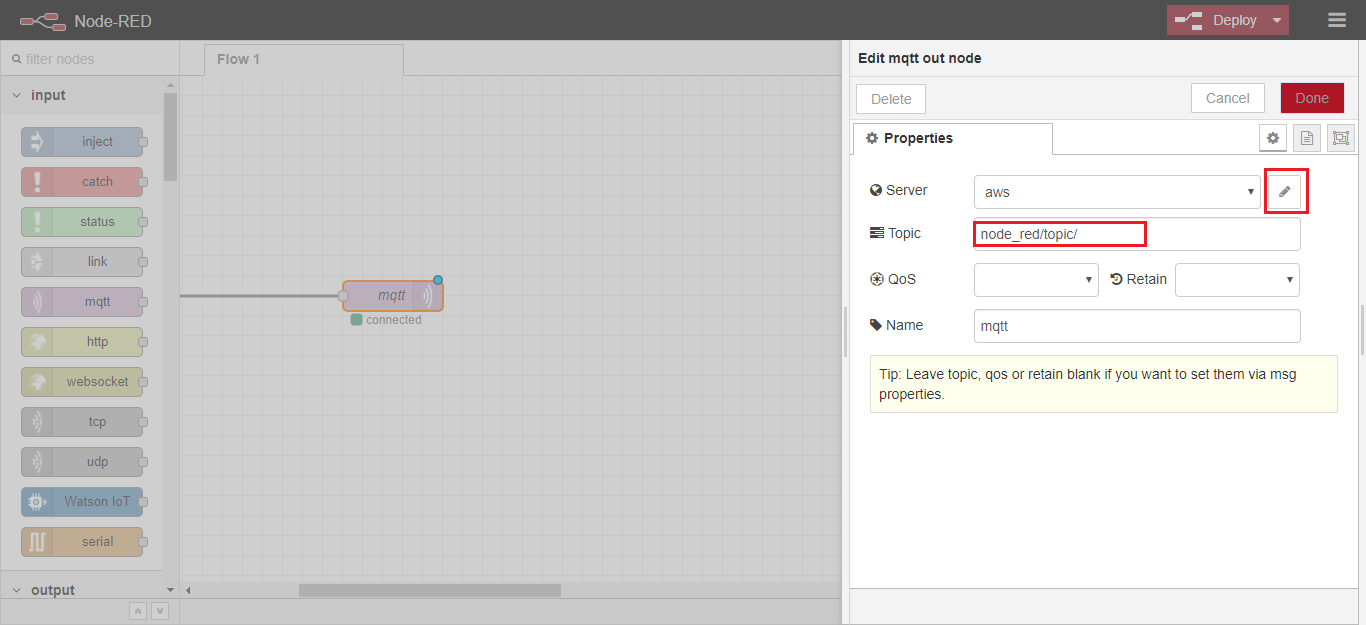 Node-RED
Deploy
filter nodes
Flow 1
input
inject
catch
status
link
mqtt
http
websocket
tcp
udp
Watson IoT
serial
output
mqtt
connected
Edit mqtt out node
Delete
Cancel
Done
Properties
Server
aws
Topic
node_red/topic/
QoS
Retain
Name
mqtt
Tip: Leave topic, qos or retain blank if you want to set them via msg
properties.